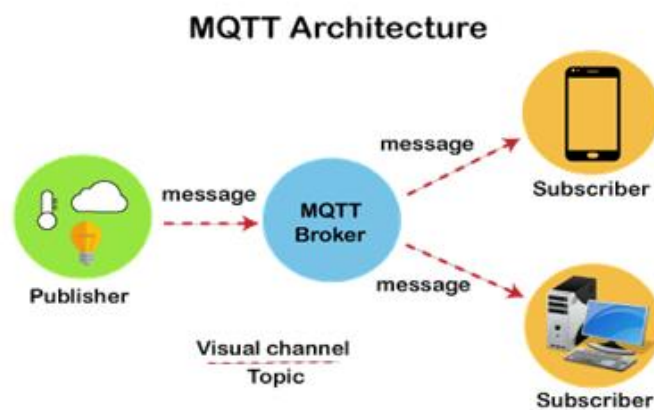 MQTT Architecture
message
Subscriber
message
MQTT
Broker
Publisher
message
Visual channel
Topic
Subscriber